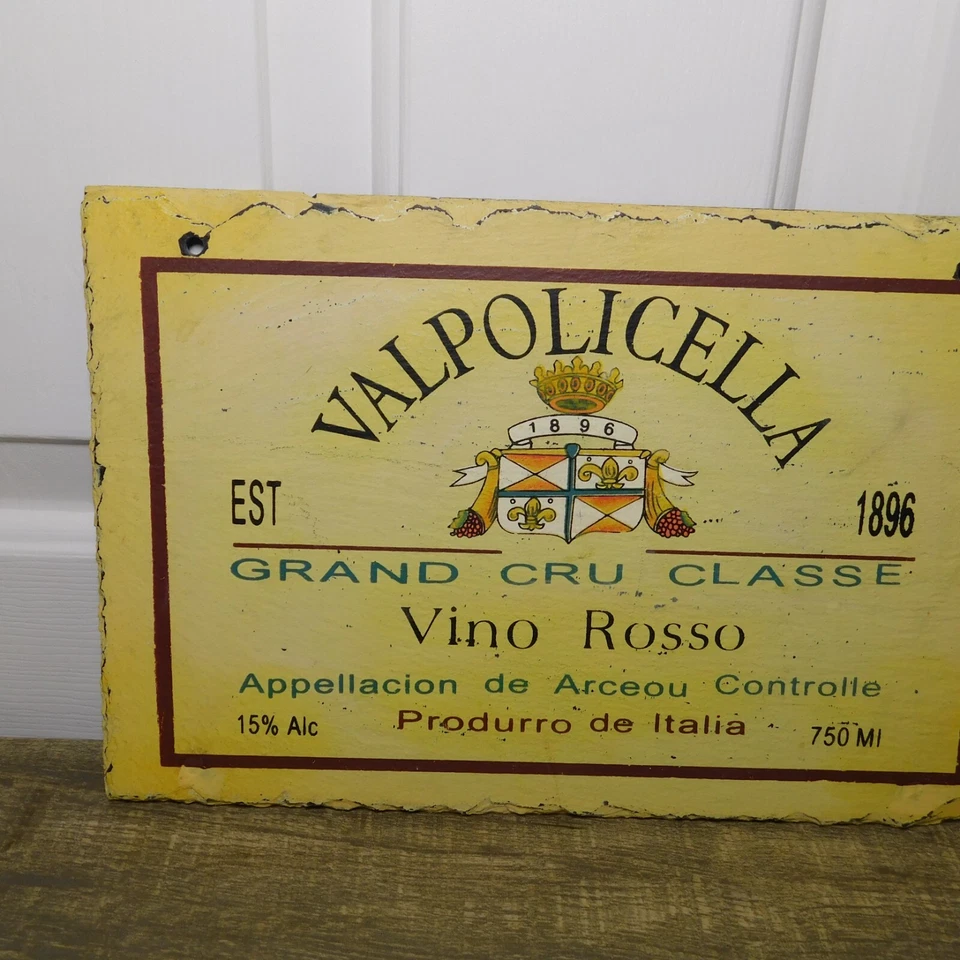 VALPOLICELLA
1896
EST 1896
GRAND CRU CLASSE
Vino Rosso
Appellacion de Arceou Controlle
15% Alc Produrro de Italia 750 Ml